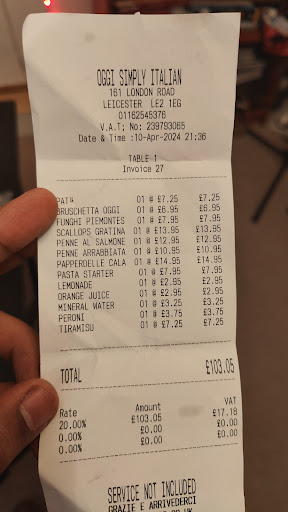 OGGI SIMPLY ITALIAN
161 LONDON ROAD
LEICESTER LE2 1EG
01162545376
V.A.T; No: 239793065
Date & Time :10-Apr-2024 21:36
TABLE 1
Invoice 27
01 @ £7.25 £7.25
BRUSCHETTA OGGI 01 @ £6.95 £6.95
FUNGHI PIEMONTES 01 @ £7.95 £7.95
SCALLOPS GRATINA 01 @ £13.95 £13.95
PENNE AL SALMONE 01 @ £12.95 £12.95
PENNE ARRABBIATA 01 @ £10.95 £10.95
PAPPERDELLE CALA 01 @ £14.95 £14.95
PASTA STARTER 01 @ £7.95 £7.95
LEMONADE 01 @ £2.95 £2.95
ORANGE JUICE 01 @ £2.95 £2.95
MINERAL WATER 01 @ £3.25 £3.25
PERONI 01 @ £3.75 £3.75
TIRAMISU 01 @ £7.25 £7.25
TOTAL £103.05
Rate Amount VAT
20.00% £103.05 £17.18
0.00% £0.00 £0.00
0.00% £0.00 £0.00
SERVICE NOT INCLUDED
GRAZIE E ARRIVEDERCI